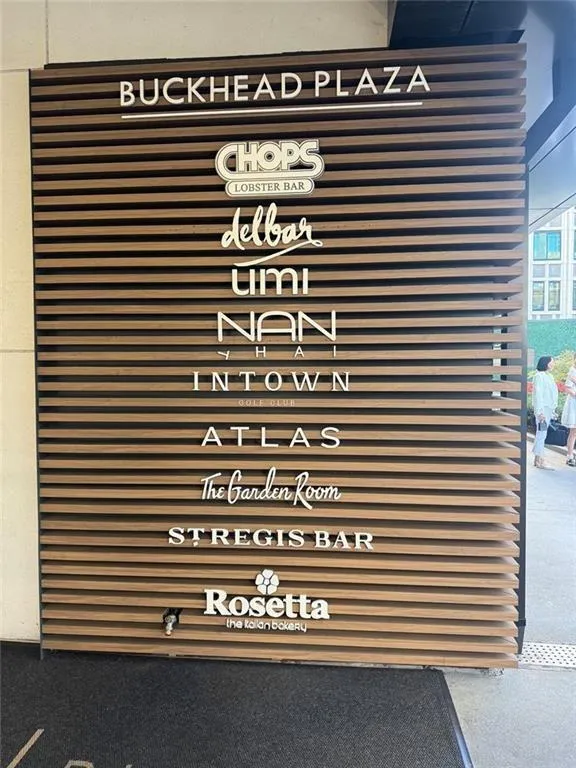 BUCKHEAD PLAZA
CHOPS
LOBSTER BAR
delbar
UMI
NAN
THAI
INTOWN
GOLF CLUB
ATLAS
The Garden Room
ST. REGIS BAR
Rosetta
the italian bakery